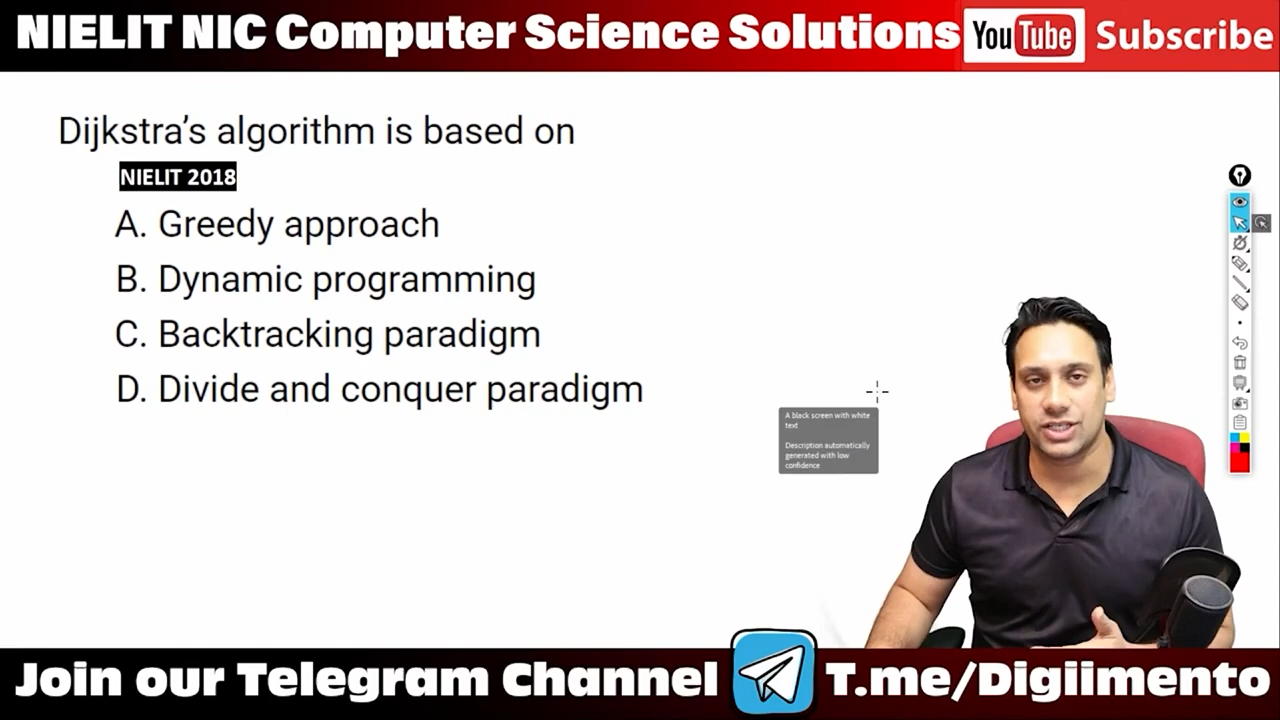 NIELIT NIC Computer Science Solutions YouTube Subscribe
Dijkstra’s algorithm is based on
NIELIT 2018
A. Greedy approach
B. Dynamic programming
C. Backtracking paradigm
D. Divide and conquer paradigm
A black screen with white
text
Description automatically
generated with low
confidence
Join our Telegram Channel T.me/Digiimento